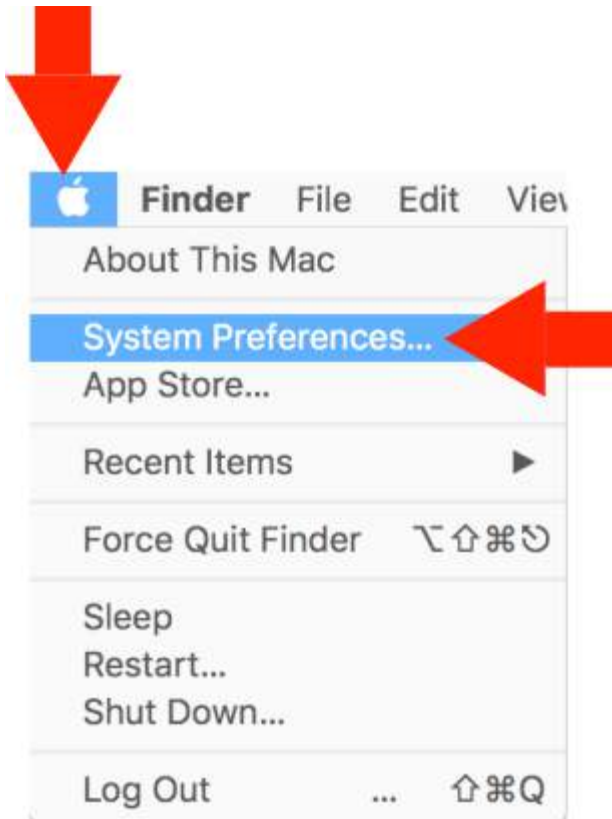 Finder File Edit
About This Mac
System Preferences...
App Store...
Recent Items ▶
Force Quit Finder ⌥⇧⌘⎋
Sleep
Restart...
Shut Down...
Log Out ... ⇧⌘Q